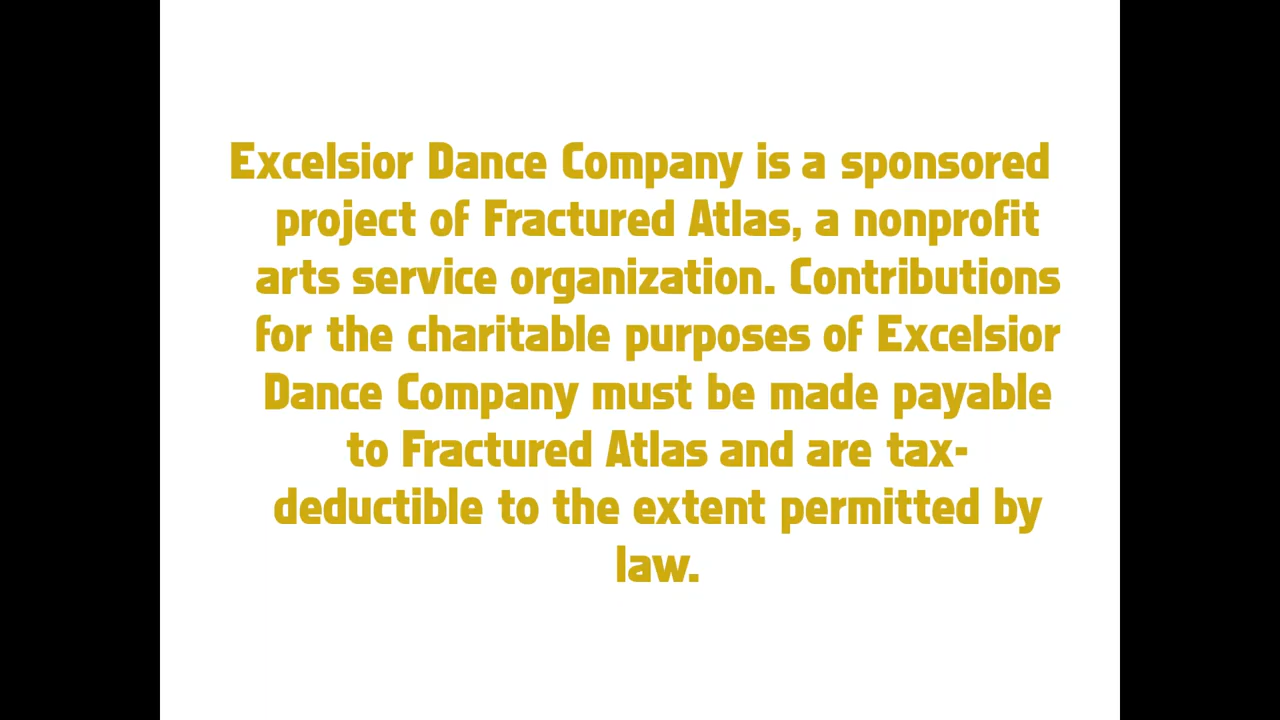 Excelsior Dance Company is a sponsored
project of Fractured Atlas, a nonprofit
arts service organization. Contributions
for the charitable purposes of Excelsior
Dance Company must be made payable
to Fractured Atlas and are tax-
deductible to the extent permitted by
law.